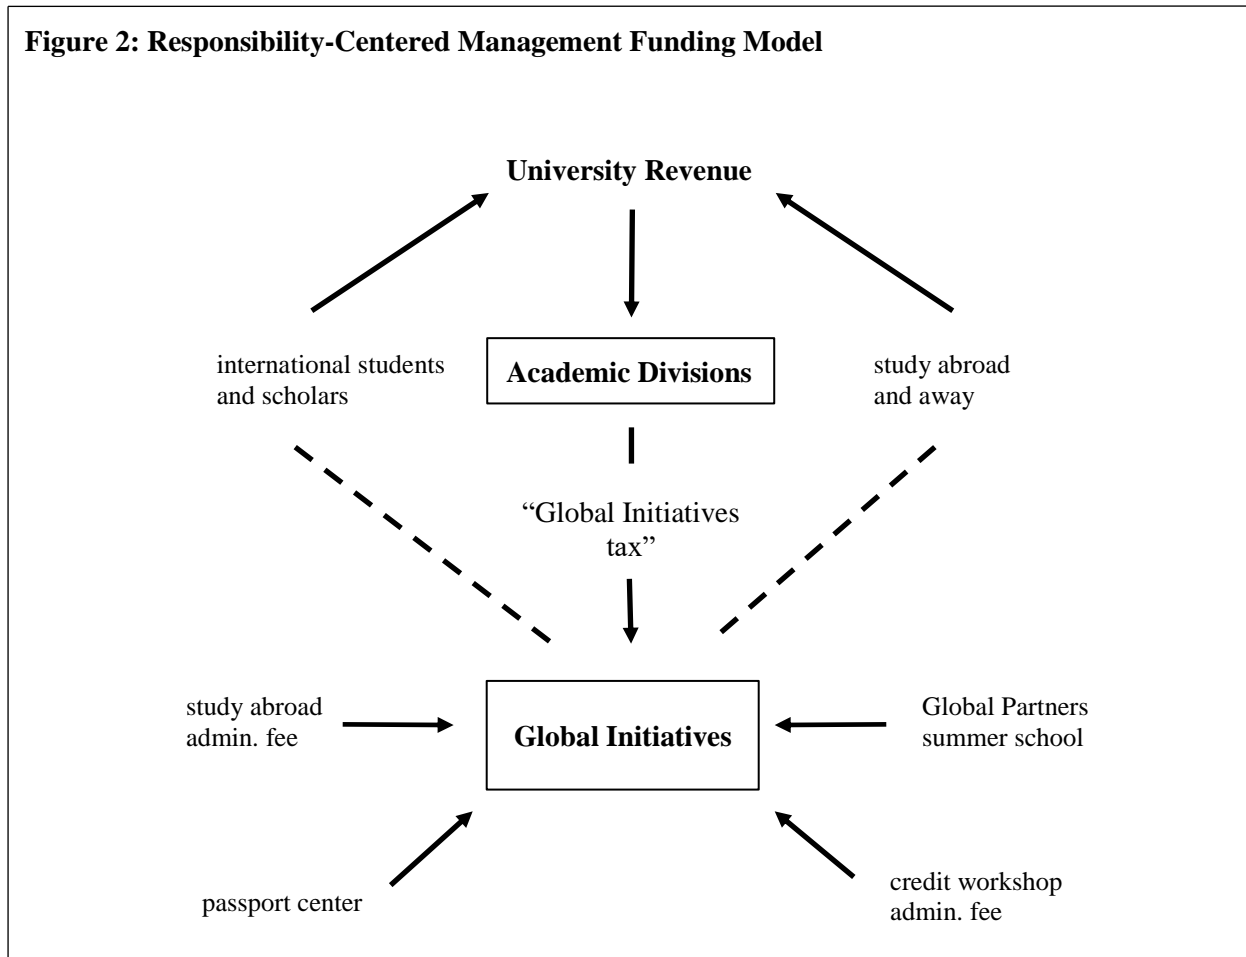 Figure 2: Responsibility-Centered Management Funding Model
University Revenue
international students
and scholars
Academic Divisions
study abroad
and away
“Global Initiatives
tax”
study abroad
admin. fee
Global Initiatives
Global Partners
summer school
passport center
credit workshop
admin. fee